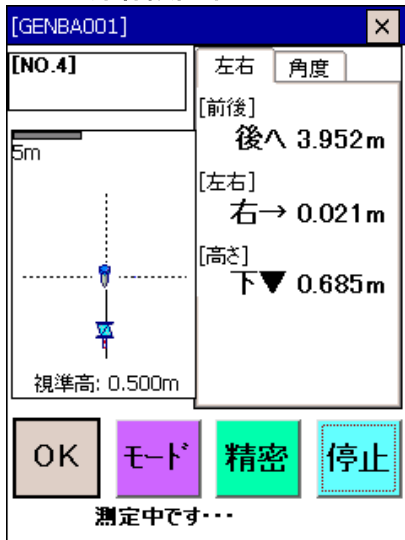 [GENBA001]
[NO.4]
左右 角度
[前後]
後へ 3.952m
[左右]
右→ 0.021m
[高さ]
下▼ 0.685m
5m
視準高: 0.500m
OK モード 精密 停止
測定中です・・・